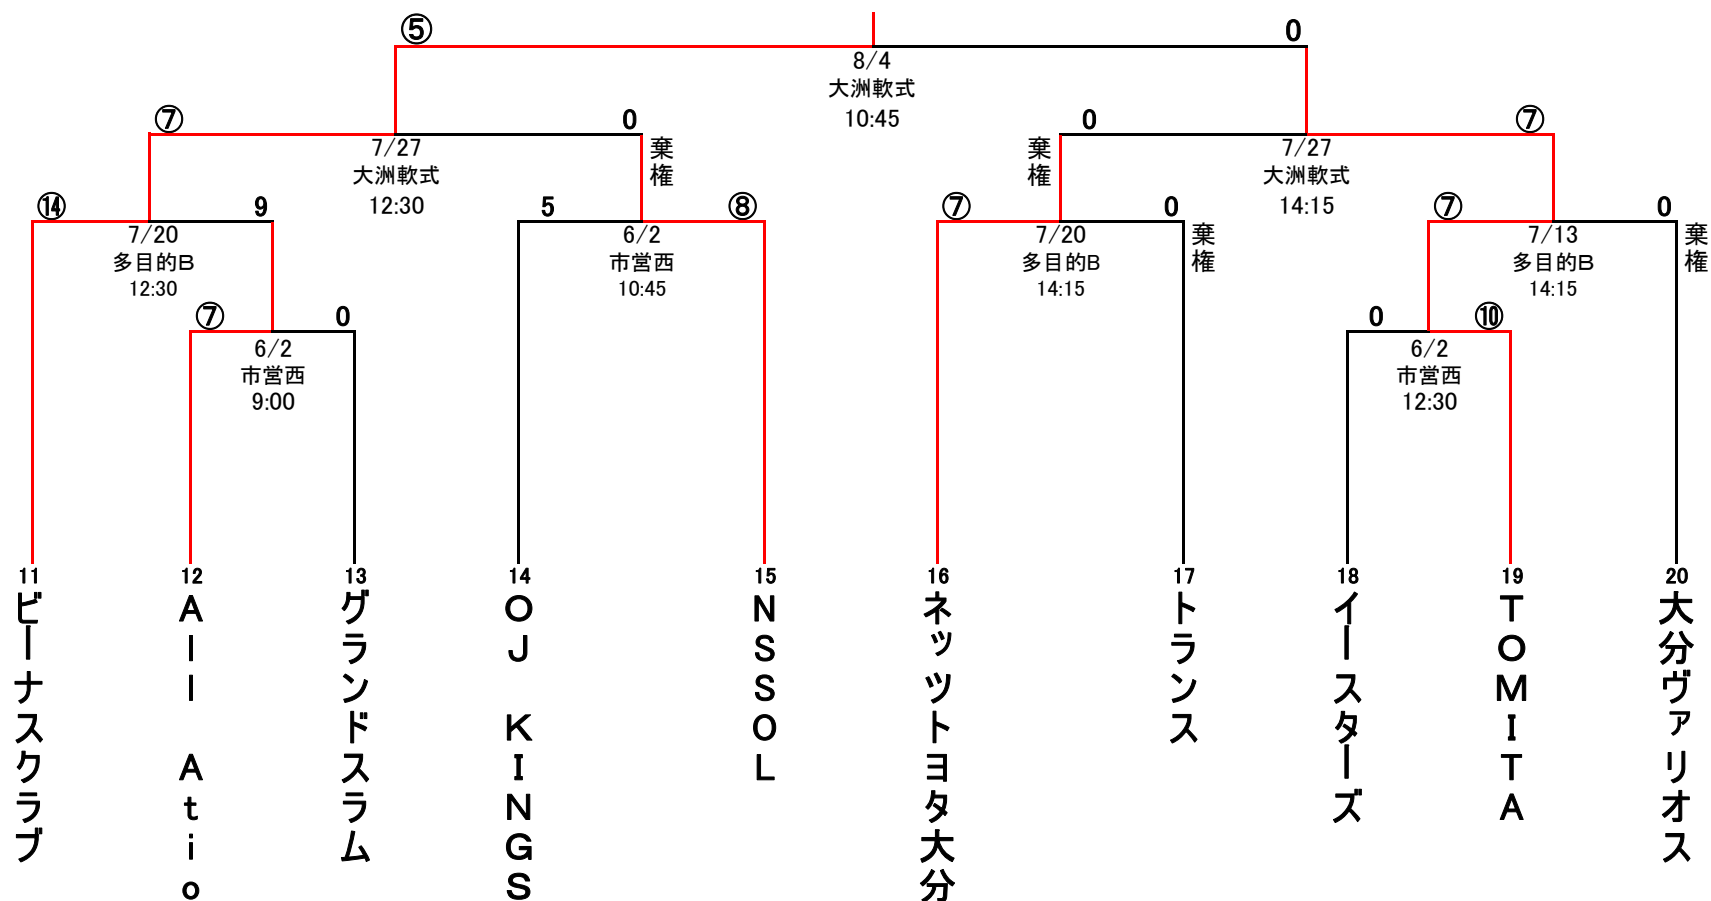 ⑤ 0
8/4
大洲軟式
10:45
⑦ 0
7/27
大洲軟式
12:30
棄権
0 ⑦
棄権
7/27
大洲軟式
14:15
⑭ 9
7/20
多目的B
12:30
5 ⑧
6/2
市営西
10:45
⑦ 0
7/20
多目的B
14:15
棄権
⑦ 0
7/13
多目的B
14:15
棄権
⑦ 0
6/2
市営西
9:00
0 ⑩
6/2
市営西
12:30
11
ビーナスクラブ
12
All Atio
13
グランドスラム
14
OJ KINGS
15
NSSOL
16
ネッツトヨタ大分
17
トランス
18
イースターズ
19
TOMITA
20
大分ヴァリオス